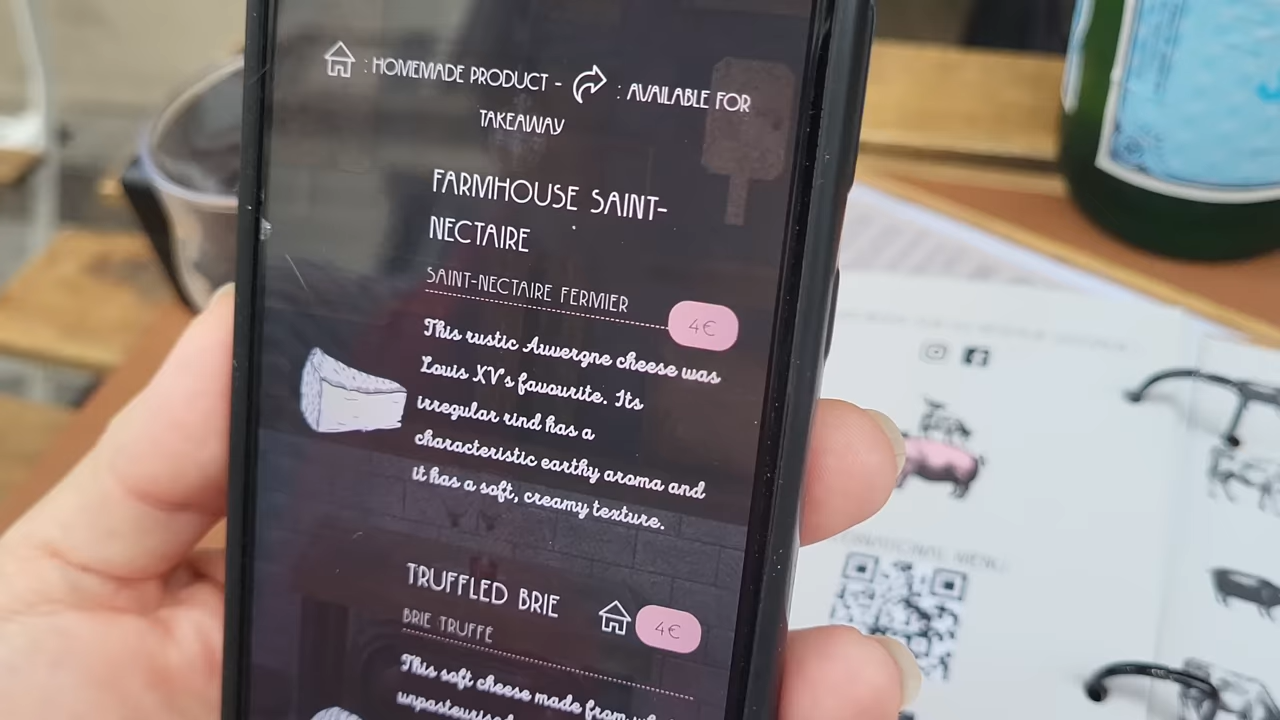 : HOMEMADE PRODUCT - : AVAILABLE FOR
TAKEAWAY
FARMHOUSE SAINT-
NECTAIRE
SAINT-NECTAIRE FERMIER
4€
This rustic Auvergne cheese was
Louis XV's favourite. Its
irregular rind has a
characteristic earthy aroma and
it has a soft, creamy texture.
TRUFFLED BRIE
BRIE TRUFFÉ
4€
This soft cheese made from
MENU